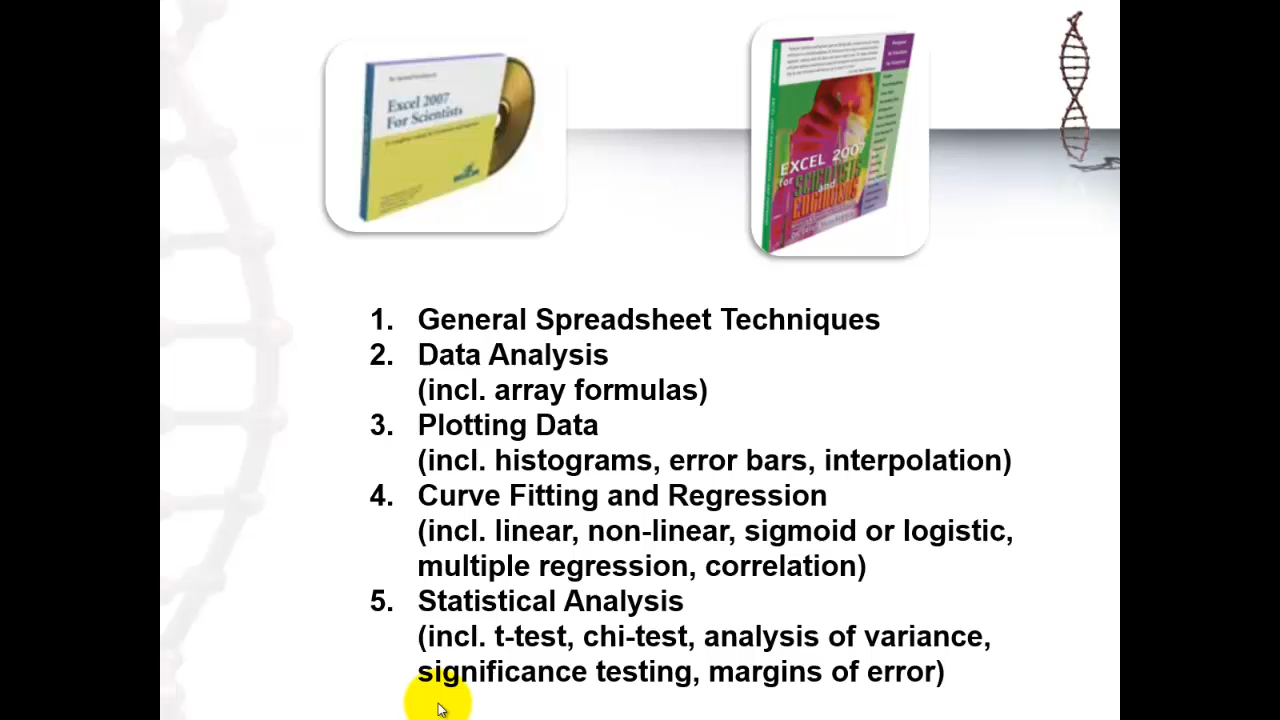 Excel 2007
For Scientists
EXCEL 2007
for SCIENTISTS
and
ENGINEERS
1. General Spreadsheet Techniques
2. Data Analysis
(incl. array formulas)
3. Plotting Data
(incl. histograms, error bars, interpolation)
4. Curve Fitting and Regression
(incl. linear, non-linear, sigmoid or logistic,
multiple regression, correlation)
5. Statistical Analysis
(incl. t-test, chi-test, analysis of variance,
significance testing, margins of error)